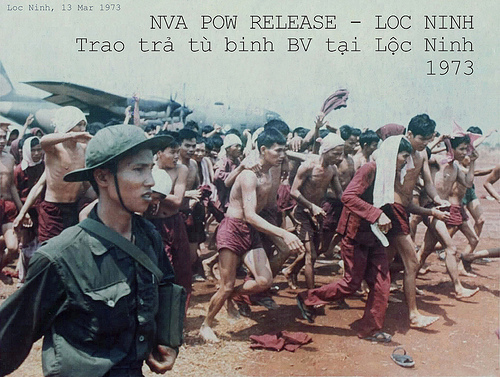 Loc Ninh, 13 Mar 1973
NVA POW RELEASE - LOC NINH
Trao trả tù binh BV tại Lộc Ninh
1973